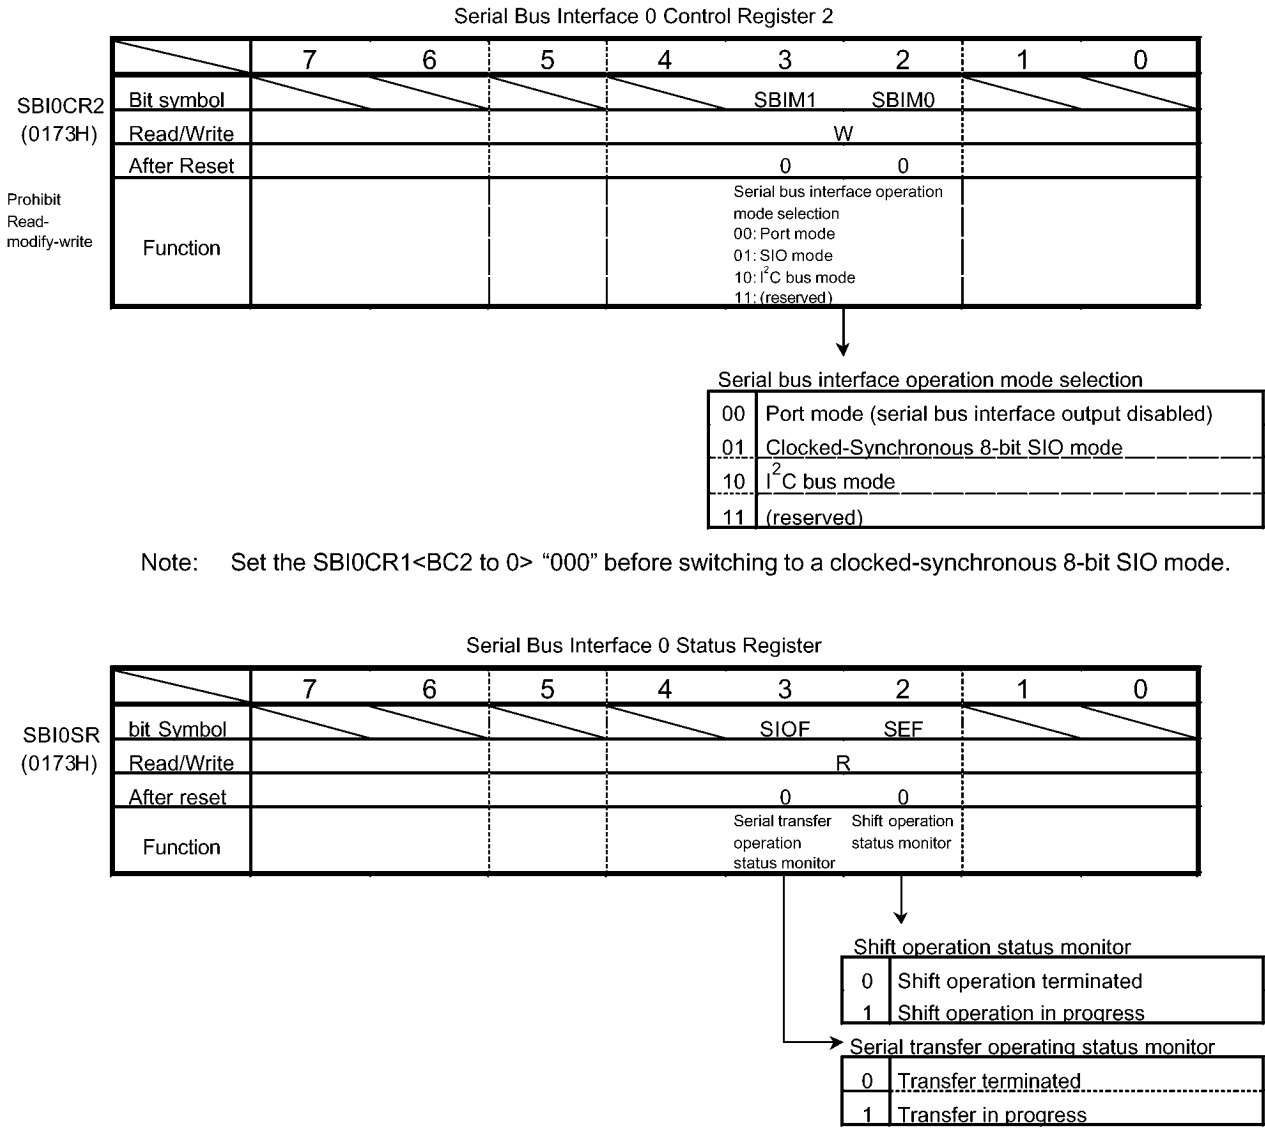 Serial Bus Interface 0 Control Register 2
7 6 5 4 3 2 1 0
SBI0CR2
(0173H)
Bit symbol SBIM1 SBIM0
Read/Write W
After Reset 0 0
Prohibit
Read-
modify-write
Function
Serial bus interface operation
mode selection
00: Port mode
01: SIO mode
10: I²C bus mode
11: (reserved)
Serial bus interface operation mode selection
00 Port mode (serial bus interface output disabled)
01 Clocked-Synchronous 8-bit SIO mode
10 I²C bus mode
11 (reserved)
Note: Set the SBI0CR1<BC2 to 0> “000” before switching to a clocked-synchronous 8-bit SIO mode.
Serial Bus Interface 0 Status Register
7 6 5 4 3 2 1 0
SBI0SR
(0173H)
bit Symbol SIOF SEF
Read/Write R
After reset 0 0
Function
Serial transfer
operation
status monitor
Shift operation
status monitor
Shift operation status monitor
0 Shift operation terminated
1 Shift operation in progress
Serial transfer operating status monitor
0 Transfer terminated
1 Transfer in progress